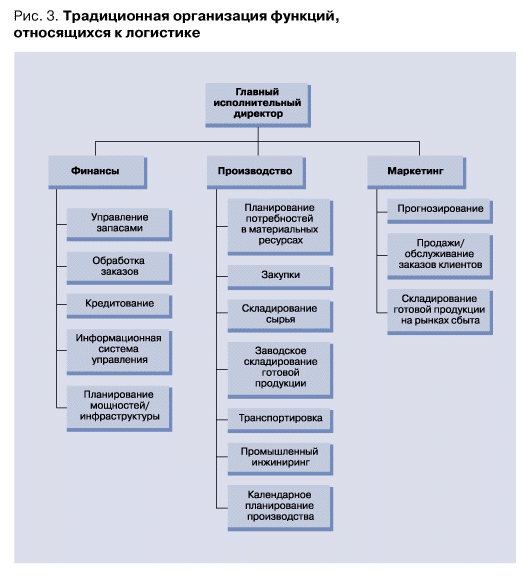 Рис. 3. Традиционная организация функций,
относящихся к логистике
Главный
исполнительный
директор
Финансы
Производство
Маркетинг
Управление
запасами
Обработка
заказов
Кредитование
Информационная
система
управления
Планирование
мощностей/
инфраструктуры
Планирование
потребностей
в материальных
ресурсах
Закупки
Складирование
сырья
Заводское
складирование
готовой
продукции
Транспортировка
Промышленный
инжиниринг
Календарное
планирование
производства
Прогнозирование
Продажи/
обслуживание
заказов клиентов
Складирование
готовой продукции
на рынках сбыта